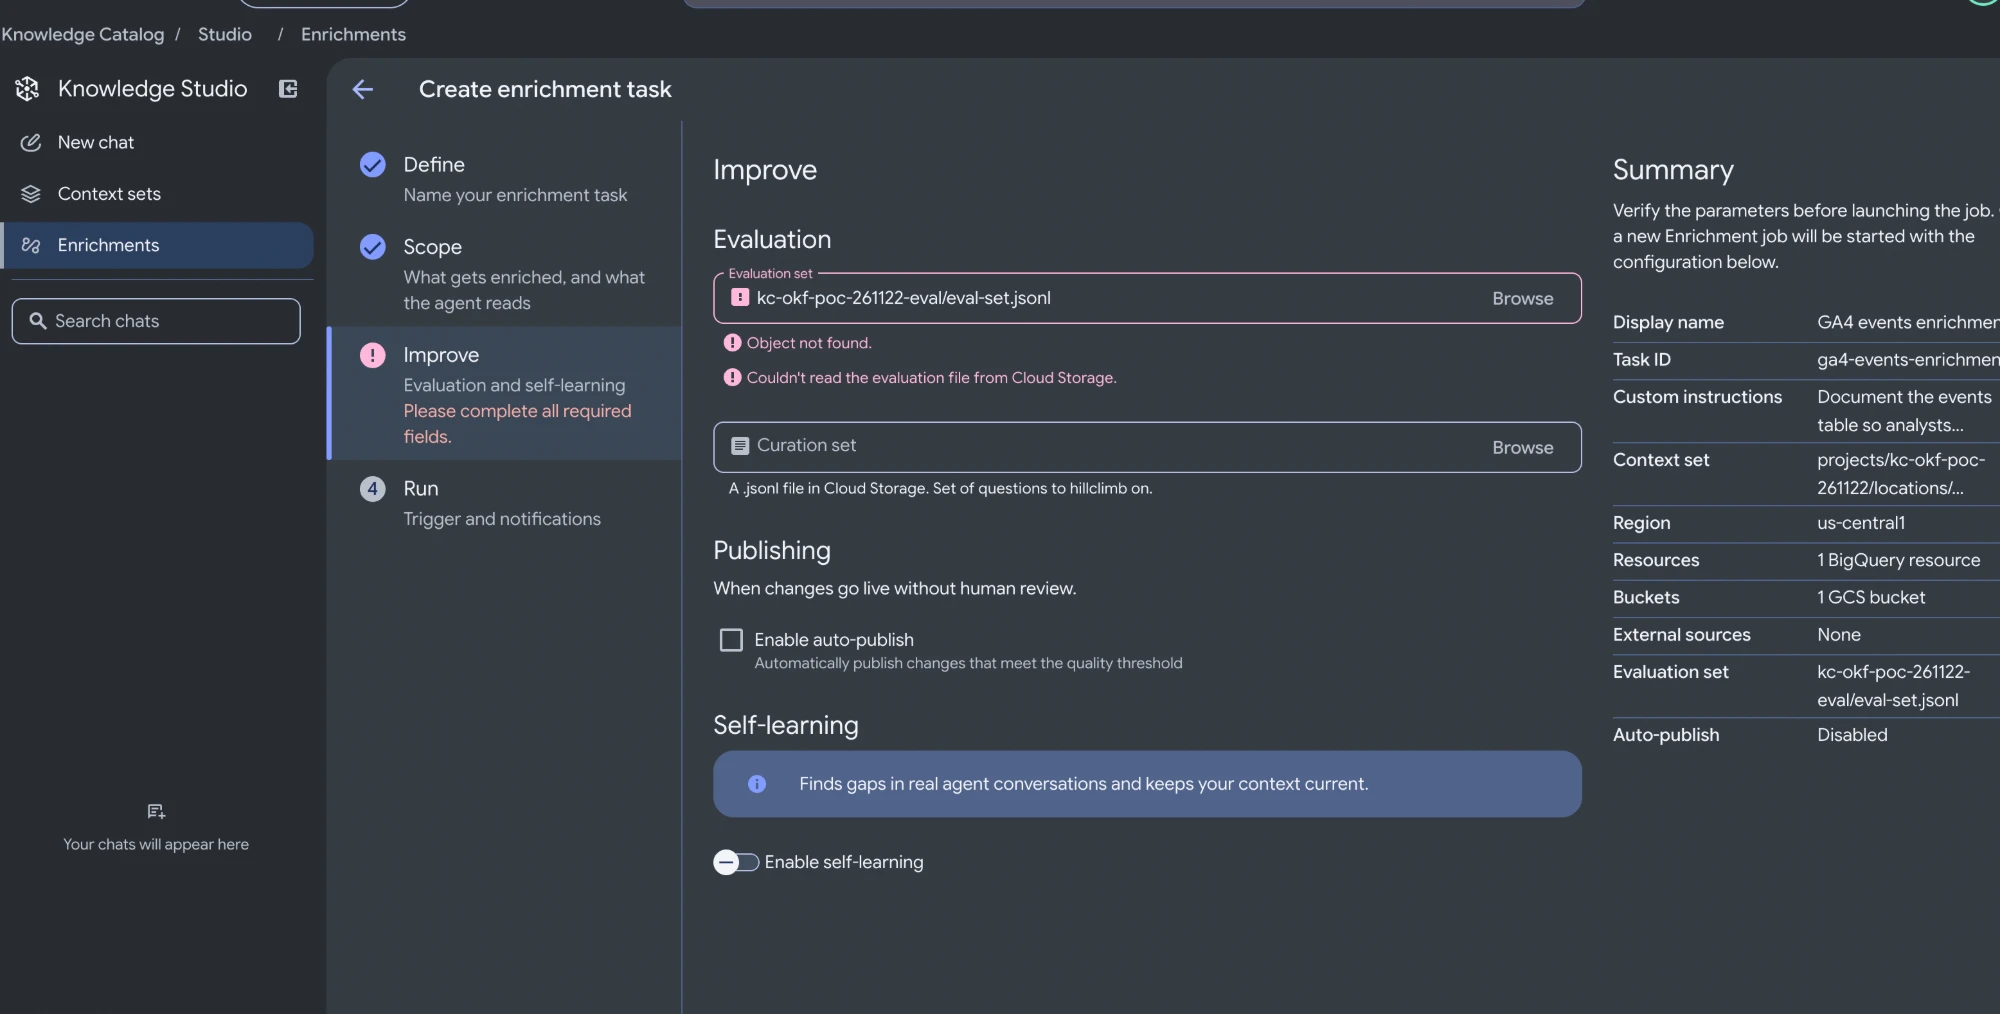 Knowledge Catalog / Studio / Enrichments
Knowledge Studio
New chat
Context sets
Enrichments
Search chats
Your chats will appear here
Create enrichment task
Define
Name your enrichment task
Scope
What gets enriched, and what
the agent reads
Improve
Evaluation and self-learning
Please complete all required
fields.
4
Run
Trigger and notifications
Improve
Evaluation
Evaluation set
kc-okf-poc-261122-eval/eval-set.jsonl
Browse
Object not found.
Couldn't read the evaluation file from Cloud Storage.
Curation set
Browse
A .jsonl file in Cloud Storage. Set of questions to hillclimb on.
Publishing
When changes go live without human review.
Enable auto-publish
Automatically publish changes that meet the quality threshold
Self-learning
Finds gaps in real agent conversations and keeps your context current.
Enable self-learning
Summary
Verify the parameters before launching the job.
a new Enrichment job will be started with the
configuration below.
Display name GA4 events enrichmen
Task ID ga4-events-enrichmen
Custom instructions Document the events
table so analysts...
Context set projects/kc-okf-poc-
261122/locations/...
Region us-central1
Resources 1 BigQuery resource
Buckets 1 GCS bucket
External sources None
Evaluation set kc-okf-poc-261122-
eval/eval-set.jsonl
Auto-publish Disabled